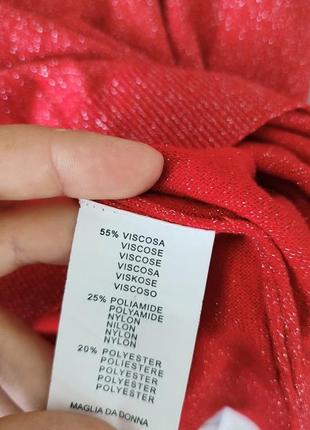 55% VISCOSA
VISCOSE
VISCOSE
VISCOSA
VISKOSE
VISCOSO
25% POLIAMIDE
POLYAMIDE
NYLON
NILON
NYLON
NYLON
20% POLYESTER
POLIESTERE
POLYESTER
POLYESTER
POLYESTER
MAGLIA DA DONNA